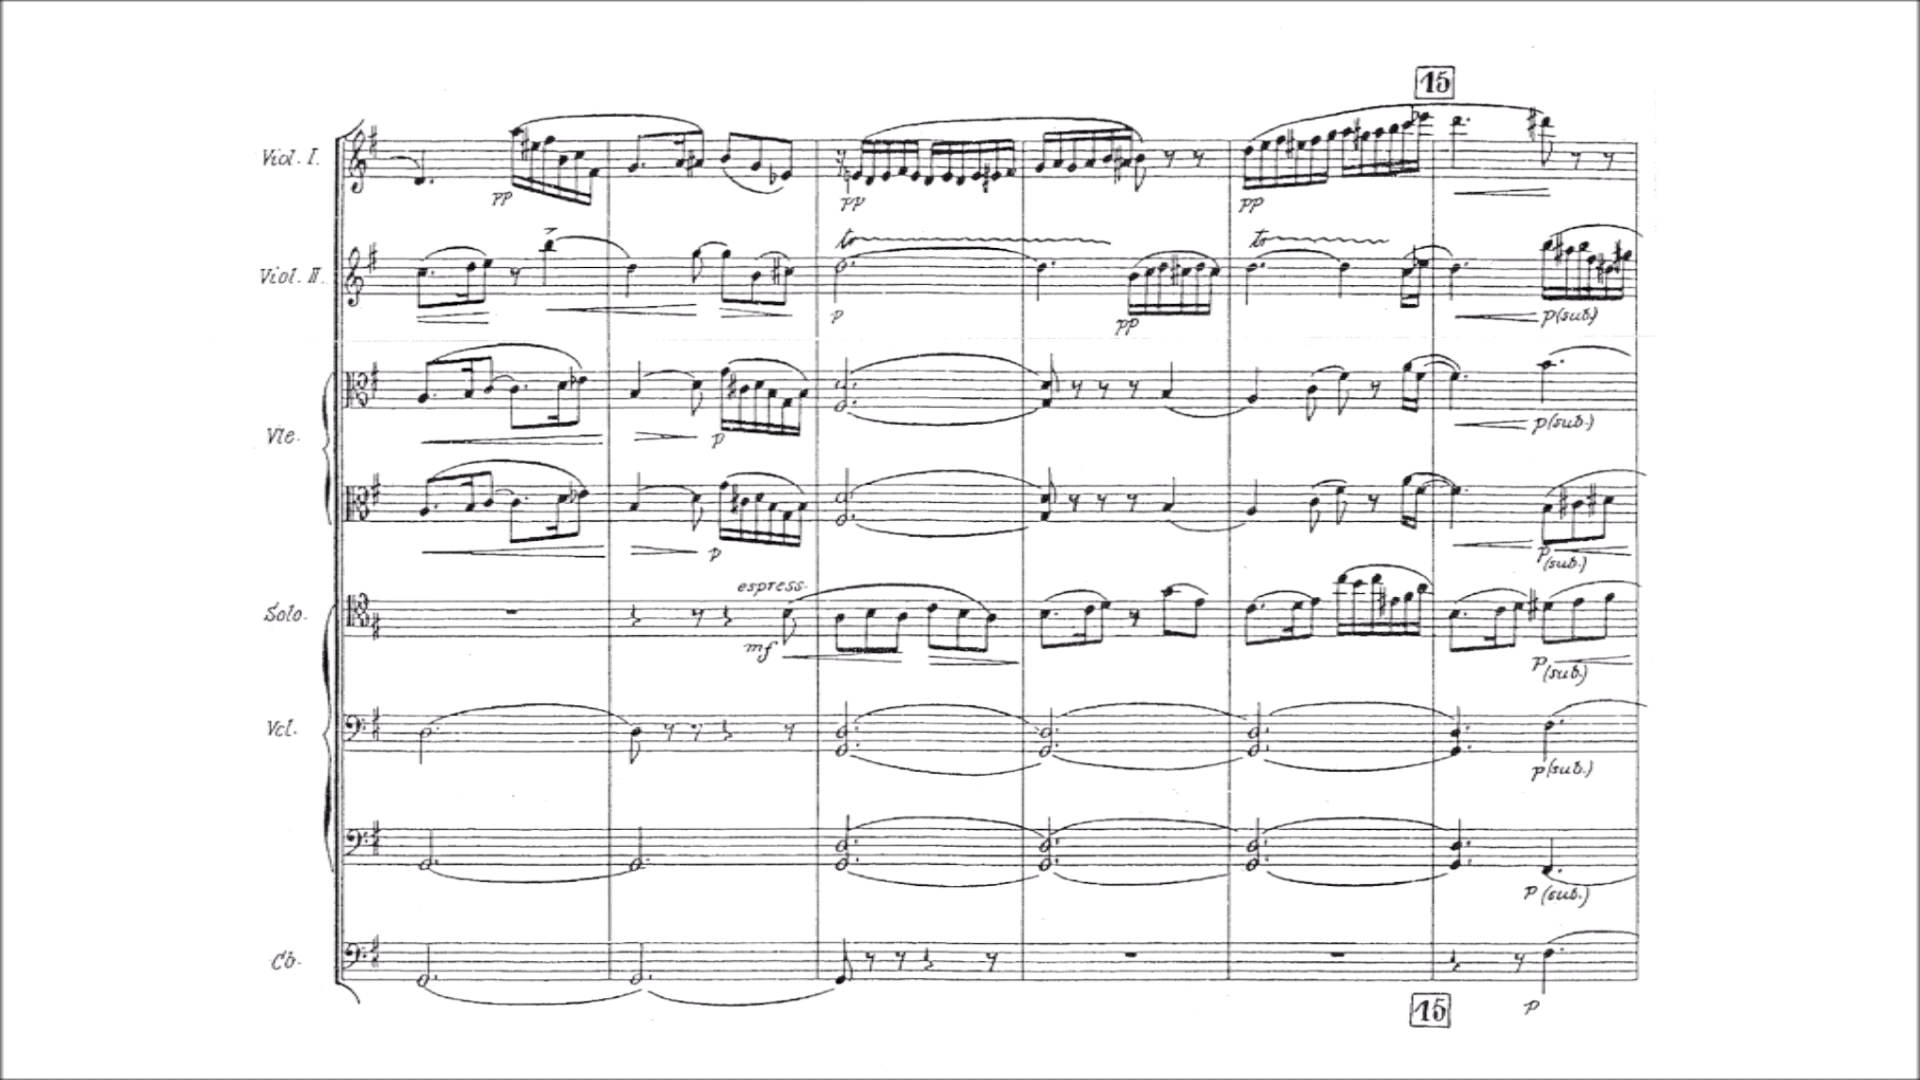 15
Viol. I.
pp
pp
pp
tr
tr
Viol. II.
p
pp
p(sub.)
Vle.
p
p(sub.)
p
p
(sub.)
espress.
Solo.
mf
p
(sub.)
Vcl.
p(sub.)
p (sub.)
Cb.
p
15